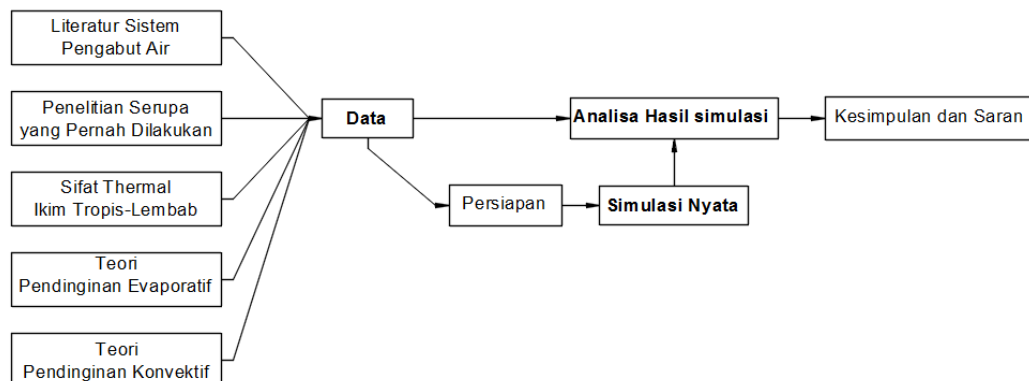 Literatur Sistem
Pengabut Air
Penelitian Serupa
yang Pernah Dilakukan
Sifat Thermal
Ikim Tropis-Lembab
Teori
Pendinginan Evaporatif
Teori
Pendinginan Konvektif
Data
Persiapan
Simulasi Nyata
Analisa Hasil simulasi
Kesimpulan dan Saran